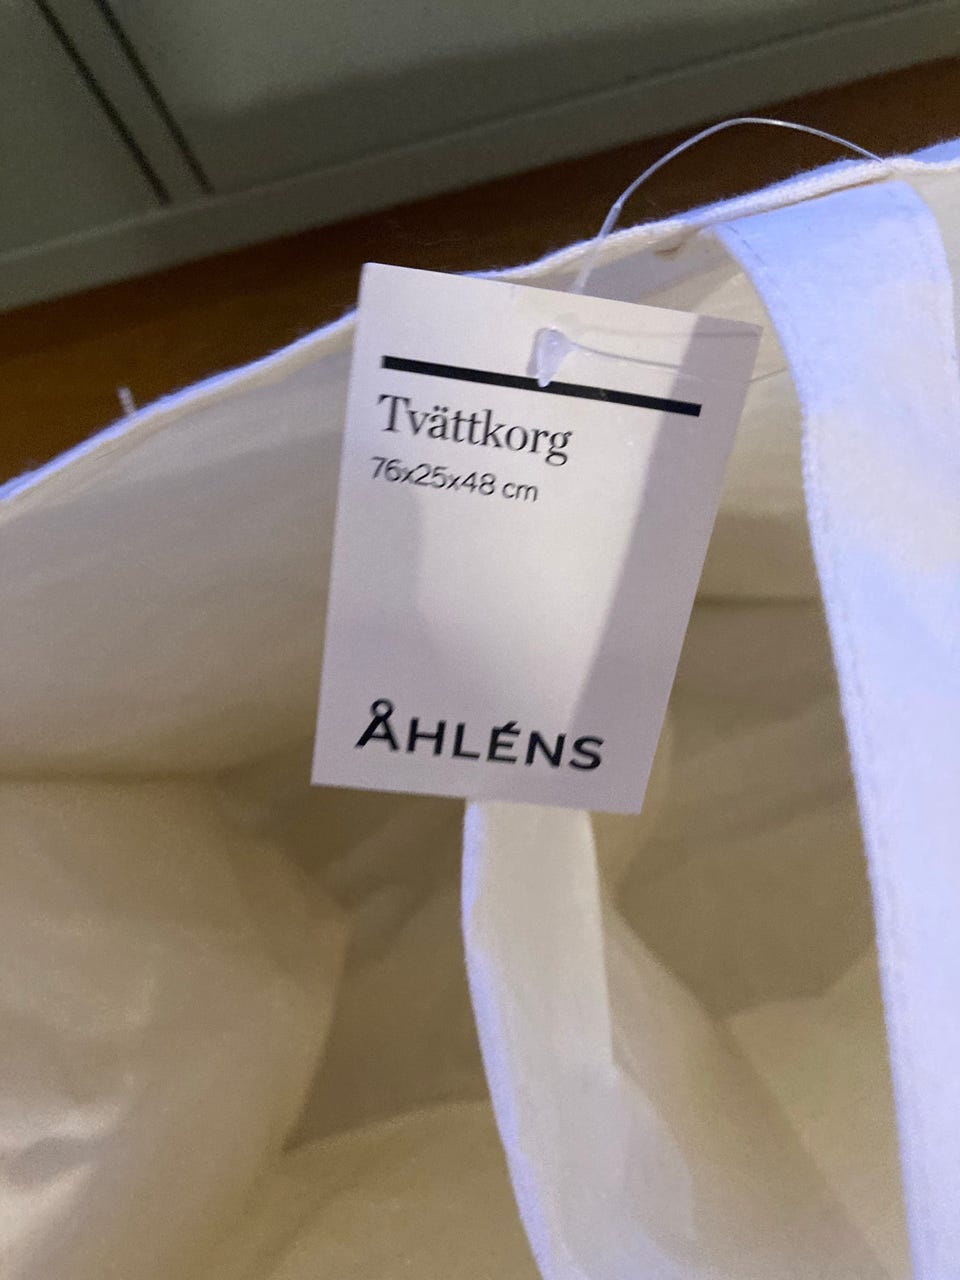 Tvättkorg
76x25x48 cm
ÅHLÉNS